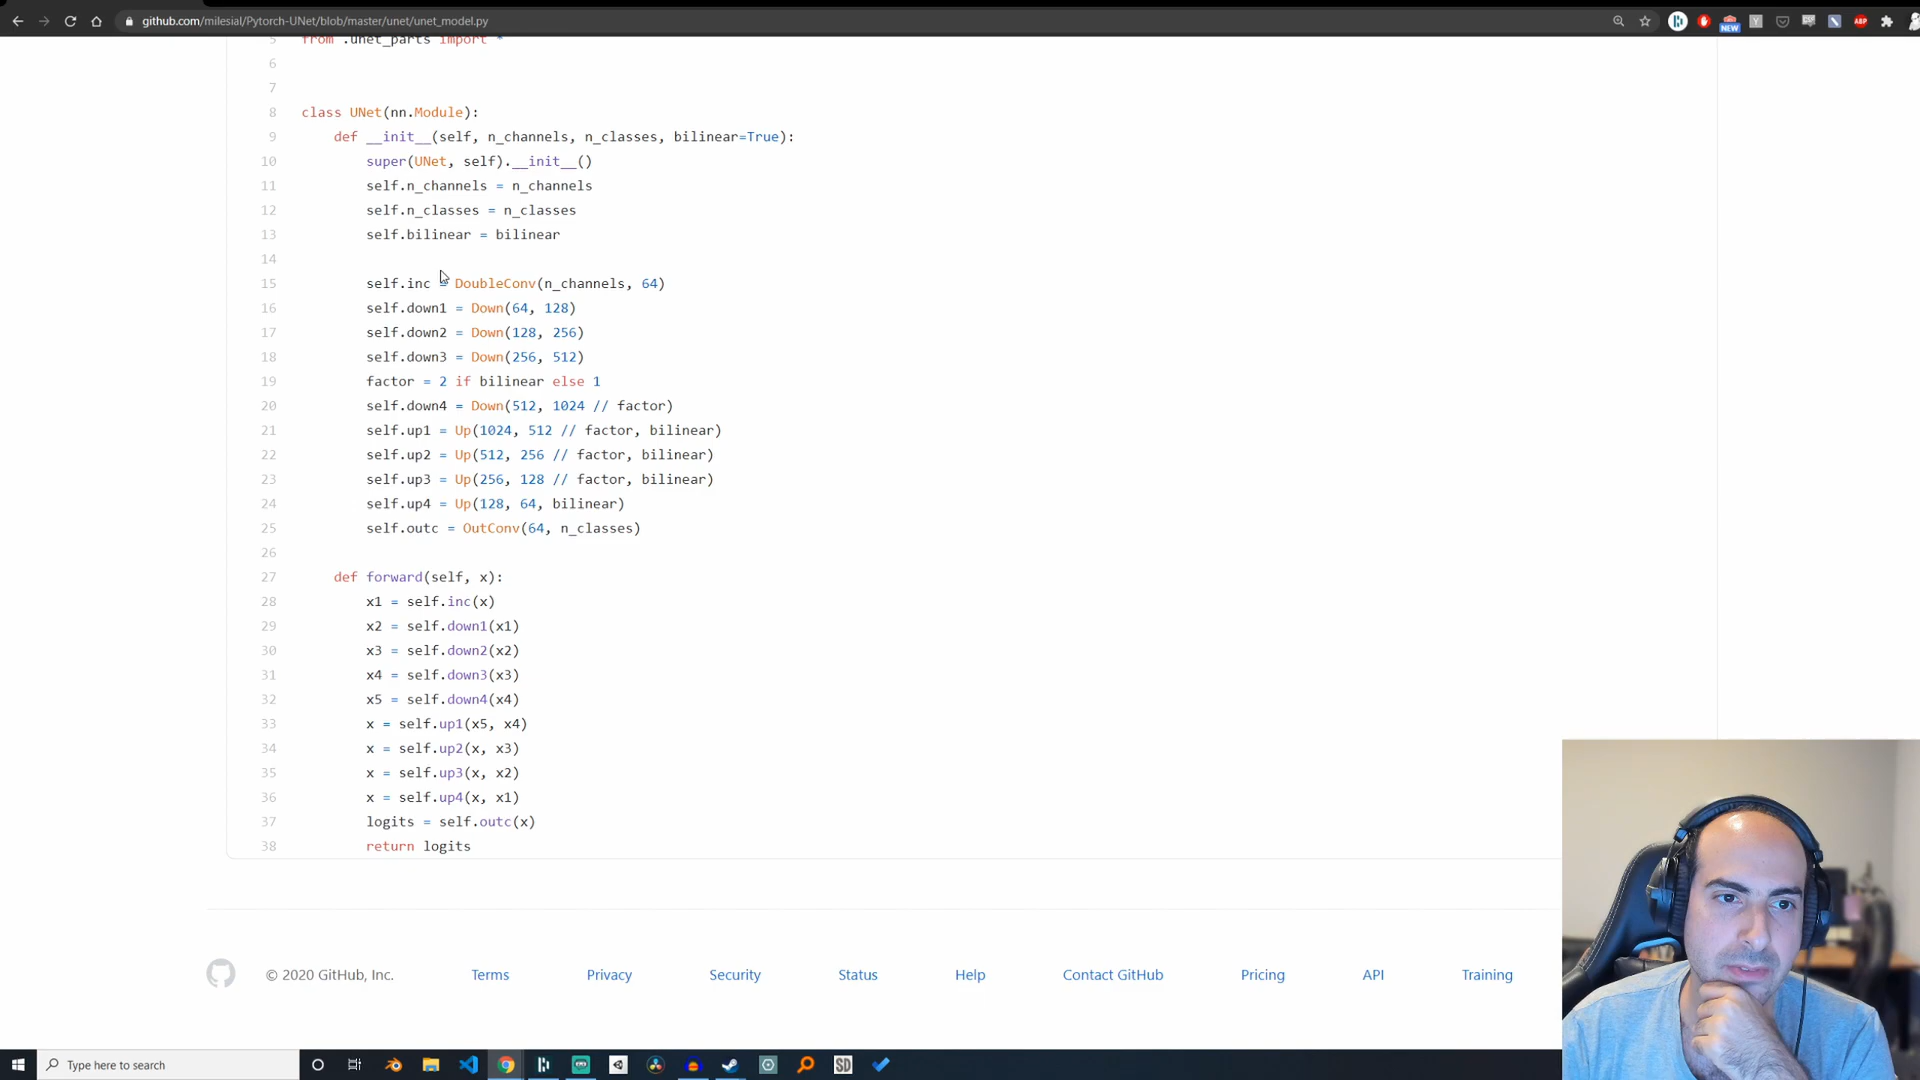 github.com/milesial/Pytorch-UNet/blob/master/unet/unet_model.py
NEW
ABP
5 from .unet_parts import *
6
7
8 class UNet(nn.Module):
9 def __init__(self, n_channels, n_classes, bilinear=True):
10 super(UNet, self).__init__()
11 self.n_channels = n_channels
12 self.n_classes = n_classes
13 self.bilinear = bilinear
14
15 self.inc = DoubleConv(n_channels, 64)
16 self.down1 = Down(64, 128)
17 self.down2 = Down(128, 256)
18 self.down3 = Down(256, 512)
19 factor = 2 if bilinear else 1
20 self.down4 = Down(512, 1024 // factor)
21 self.up1 = Up(1024, 512 // factor, bilinear)
22 self.up2 = Up(512, 256 // factor, bilinear)
23 self.up3 = Up(256, 128 // factor, bilinear)
24 self.up4 = Up(128, 64, bilinear)
25 self.outc = OutConv(64, n_classes)
26
27 def forward(self, x):
28 x1 = self.inc(x)
29 x2 = self.down1(x1)
30 x3 = self.down2(x2)
31 x4 = self.down3(x3)
32 x5 = self.down4(x4)
33 x = self.up1(x5, x4)
34 x = self.up2(x, x3)
35 x = self.up3(x, x2)
36 x = self.up4(x, x1)
37 logits = self.outc(x)
38 return logits
© 2020 GitHub, Inc. Terms Privacy Security Status Help Contact GitHub Pricing API Training
Type here to search
SD